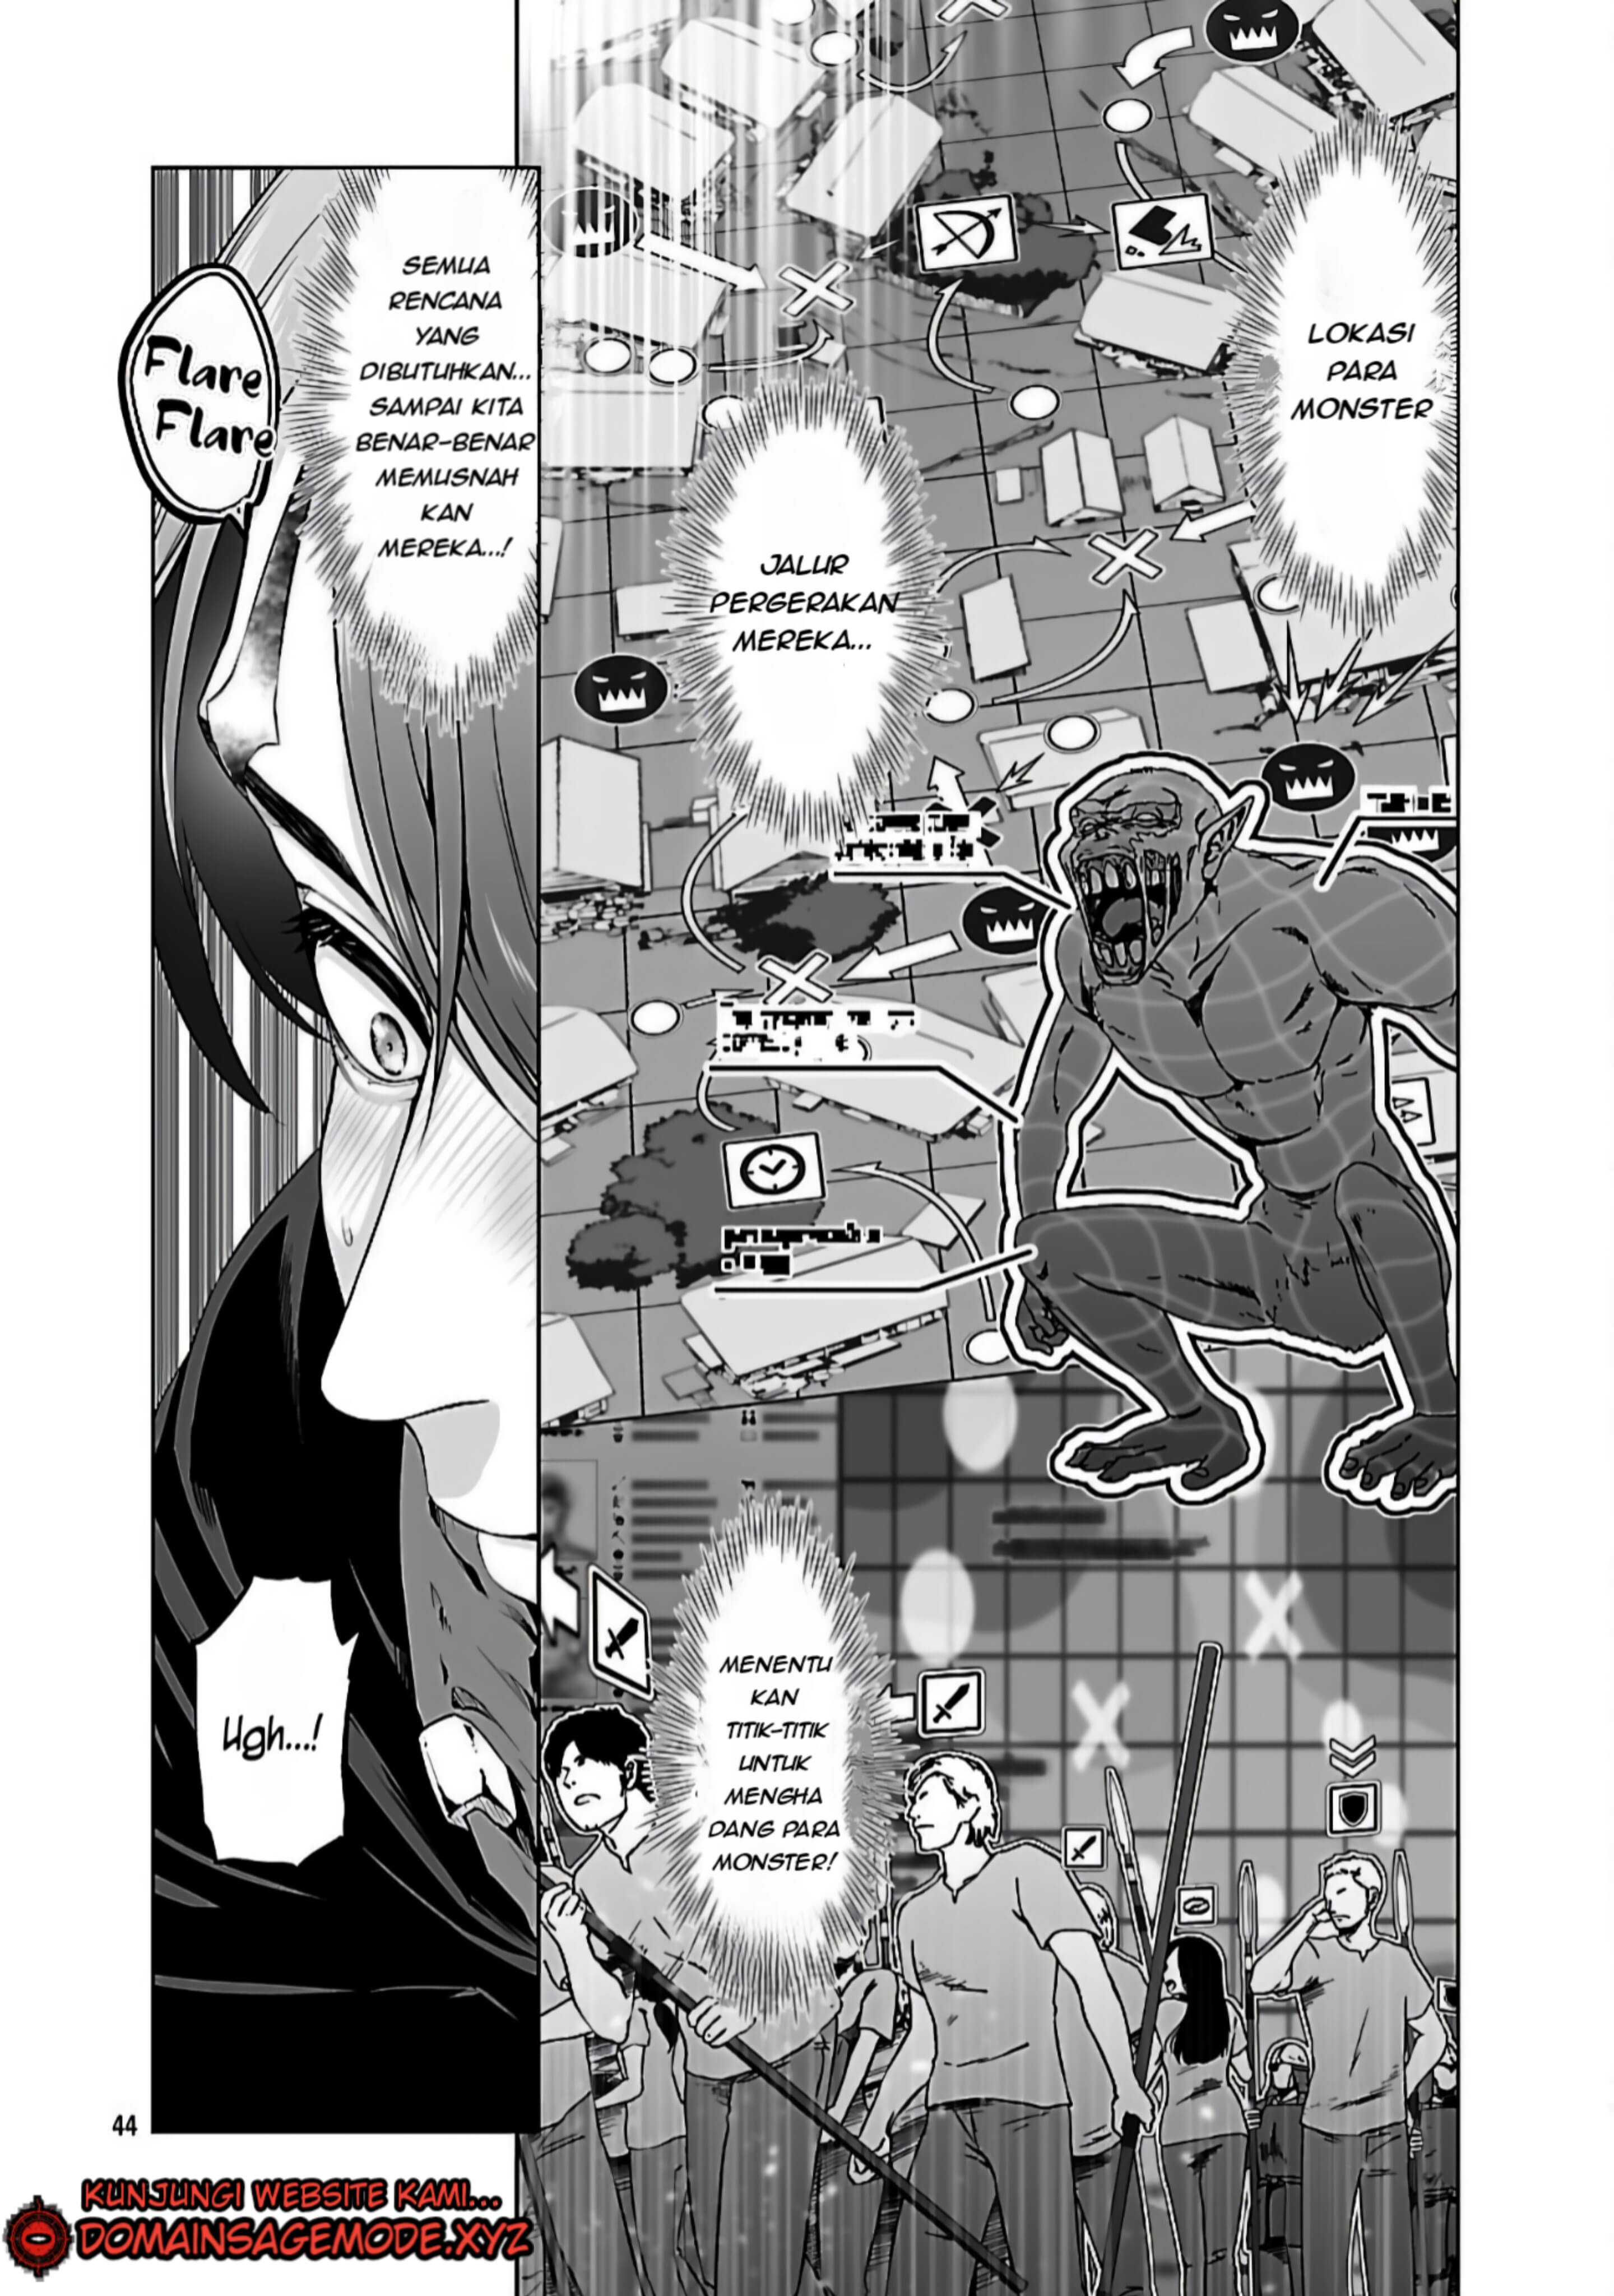 LOKASI
PARA
MONSTER
JALUR
PERGERAKAN
MEREKA...
MENENTU
KAN
TITIK-TITIK
UNTUK
MENGHA
DANG PARA
MONSTER!
SEMUA
RENCANA
YANG
DIBUTUHKAN...
SAMPAI KITA
BENAR-BENAR
MEMUSNAH
KAN
MEREKA...!
Flare
Flare
Ugh...!
44
KUNJUNGI WEBSITE KAMI...
DOMAINSAGEMODE.XYZ